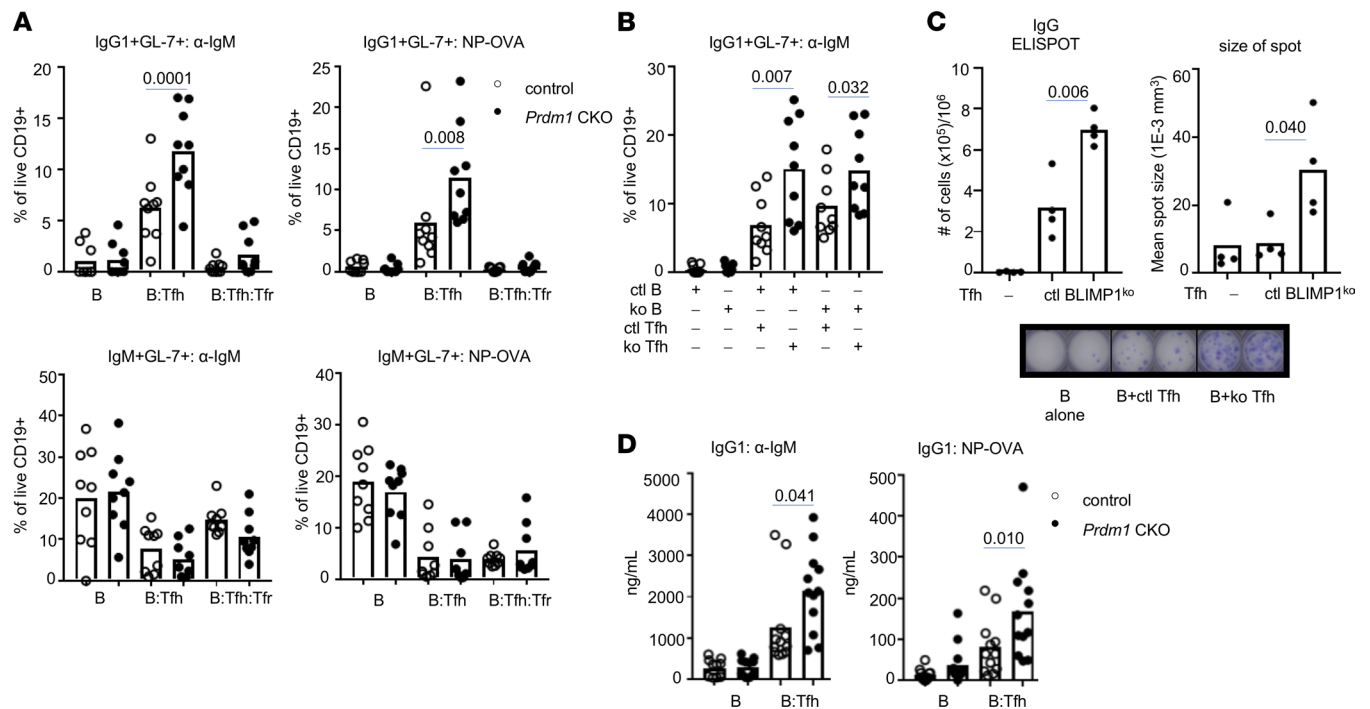 A
IgG1+GL-7+: α-IgM
% of live CD19+
20
15
10
5
0
0.0001
B
B:Tfh
B:Tfh:Tfr
IgG1+GL-7+: NP-OVA
% of live CD19+
25
20
15
10
5
0
0.008
B
B:Tfh
B:Tfh:Tfr
control
Prdm1 CKO
IgM+GL-7+: α-IgM
% of live CD19+
50
40
30
20
10
0
B
B:Tfh
B:Tfh:Tfr
IgM+GL-7+: NP-OVA
% of live CD19+
40
30
20
10
0
B
B:Tfh
B:Tfh:Tfr
B
IgG1+GL-7+: α-IgM
% of live CD19+
30
20
10
0
0.007
0.032
ctl B + – + – + –
ko B – + – – + +
ctl Tfh – – + – + –
ko Tfh – – – + – +
C
IgG
ELISPOT
# of cells (x10⁵)/10⁶
10
8
6
4
2
0
0.006
Tfh – ctl BLIMP1ᵏᵒ
size of spot
Mean spot size (1E-3 mm³)
60
40
20
0
0.040
Tfh – ctl BLIMP1ᵏᵒ
B
alone
B+ctl Tfh
B+ko Tfh
D
IgG1: α-IgM
ng/mL
5000
4000
3000
2000
1000
0
0.041
B
B:Tfh
IgG1: NP-OVA
ng/mL
500
400
300
200
100
0
0.010
B
B:Tfh
control
Prdm1 CKO